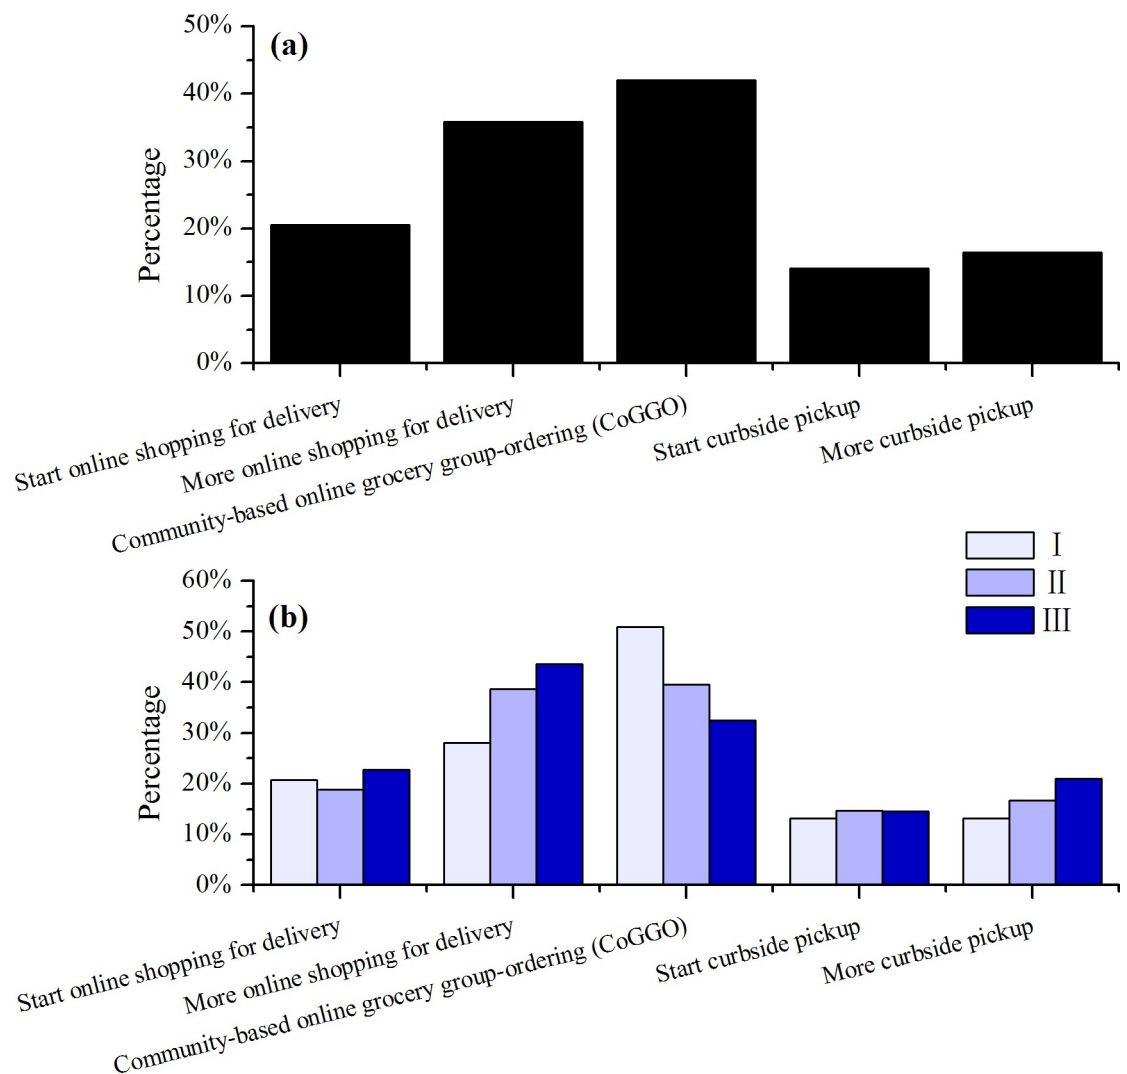 50%
(a)
40%
30%
20%
10%
0%
Percentage
Start online shopping for delivery
More online shopping for delivery
Community-based online grocery group-ordering (CoGGO)
Start curbside pickup
More curbside pickup
I
II
III
60%
(b)
50%
40%
30%
20%
10%
0%
Percentage
Start online shopping for delivery
More online shopping for delivery
Community-based online grocery group-ordering (CoGGO)
Start curbside pickup
More curbside pickup